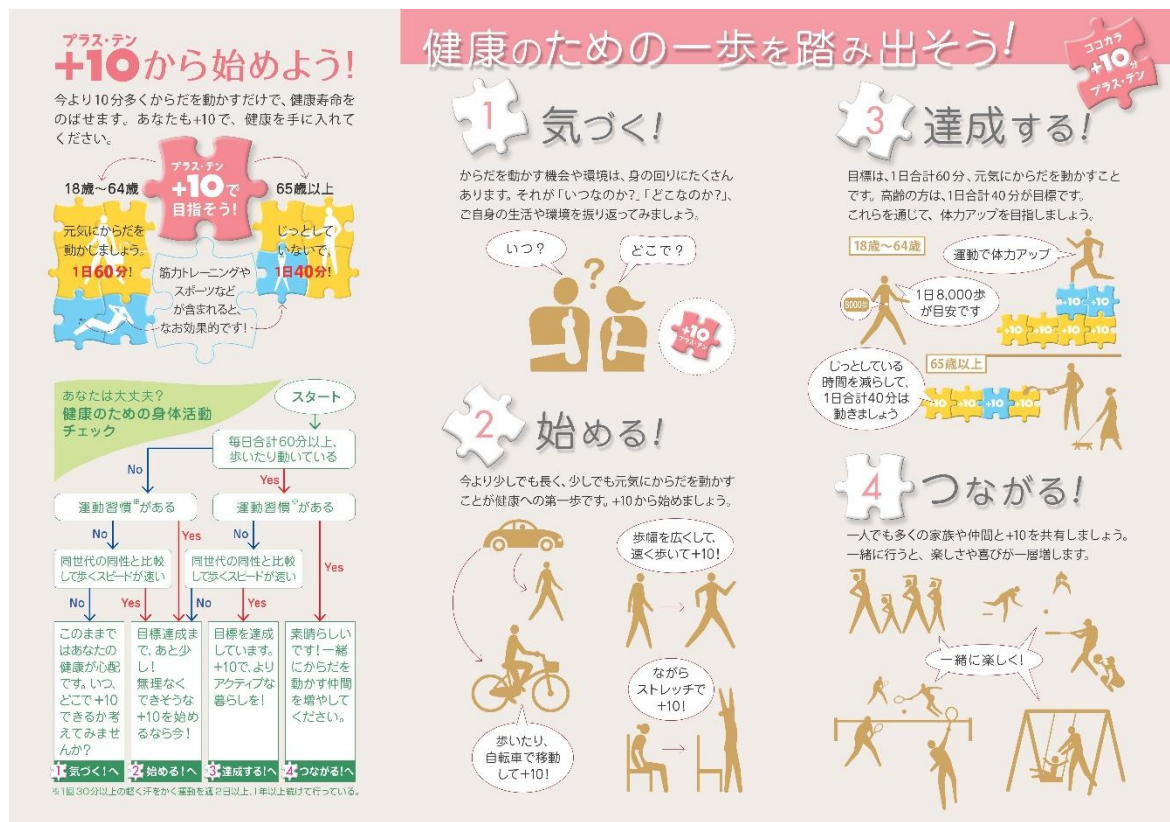 プラス・テン
+10から始めよう!
今より10分多くからだを動かすだけで、健康寿命を
のばせます。あなたも+10で、健康を手に入れて
ください。
プラス・テン
+10で
目指そう!
18歳〜64歳
元気にからだを
動かしましょう。
1日60分!
65歳以上
じっとして
いないで、
1日40分!
筋力トレーニングや
スポーツなど
が含まれると、
なお効果的です!
あなたは大丈夫?
健康のための身体活動
チェック
スタート
毎日合計60分以上、
歩いたり動いている
No
Yes
運動習慣※がある
運動習慣※がある
No
Yes
No
Yes
同世代の同性と比較
して歩くスピードが速い
同世代の同性と比較
して歩くスピードが速い
No
Yes
No
Yes
このままで
はあなたの
健康が心配
です。いつ、
どこで+10
できるか考
えてみませ
んか?
1 気づく!へ
目標達成ま
で、あと少
し!
無理なく
できそうな
+10を始め
るなら今!
2 始める!へ
目標を達成
しています。
+10で、より
アクティブな
暮らしを!
3 達成する!へ
素晴らしい
です!一緒
にからだを
動かす仲間
を増やして
ください。
4 つながる!へ
※1回30分以上の軽く汗をかく運動を週2日以上、1年以上続けて行っている。
健康のための一歩を踏み出そう!
ココカラ
+10分
プラス・テン
1 気づく!
からだを動かす機会や環境は、身の回りにたくさん
あります。それが「いつなのか?」「どこなのか?」、
ご自身の生活や環境を振り返ってみましょう。
いつ?
?
どこで?
+10
プラス・テン
2 始める!
今より少しでも長く、少しでも元気にからだを動かす
ことが健康への第一歩です。+10から始めましょう。
歩幅を広くして、
速く歩いて+10!
ながら
ストレッチで
+10!
歩いたり、
自転車で移動
して+10!
3 達成する!
目標は、1日合計60分、元気にからだを動かすこと
です。高齢の方は、1日合計40分が目標です。
これらを通じて、体力アップを目指しましょう。
18歳〜64歳
運動で体力アップ
8000歩
1日8,000歩
が目安です
+10 +10
+10 +10 +10 +10
65歳以上
じっとしている
時間を減らして、
1日合計40分は
動きましょう
+10 +10 +10 +10
4 つながる!
一人でも多くの家族や仲間と+10を共有しましょう。
一緒に行うと、楽しさや喜びが一層増します。
一緒に楽しく!